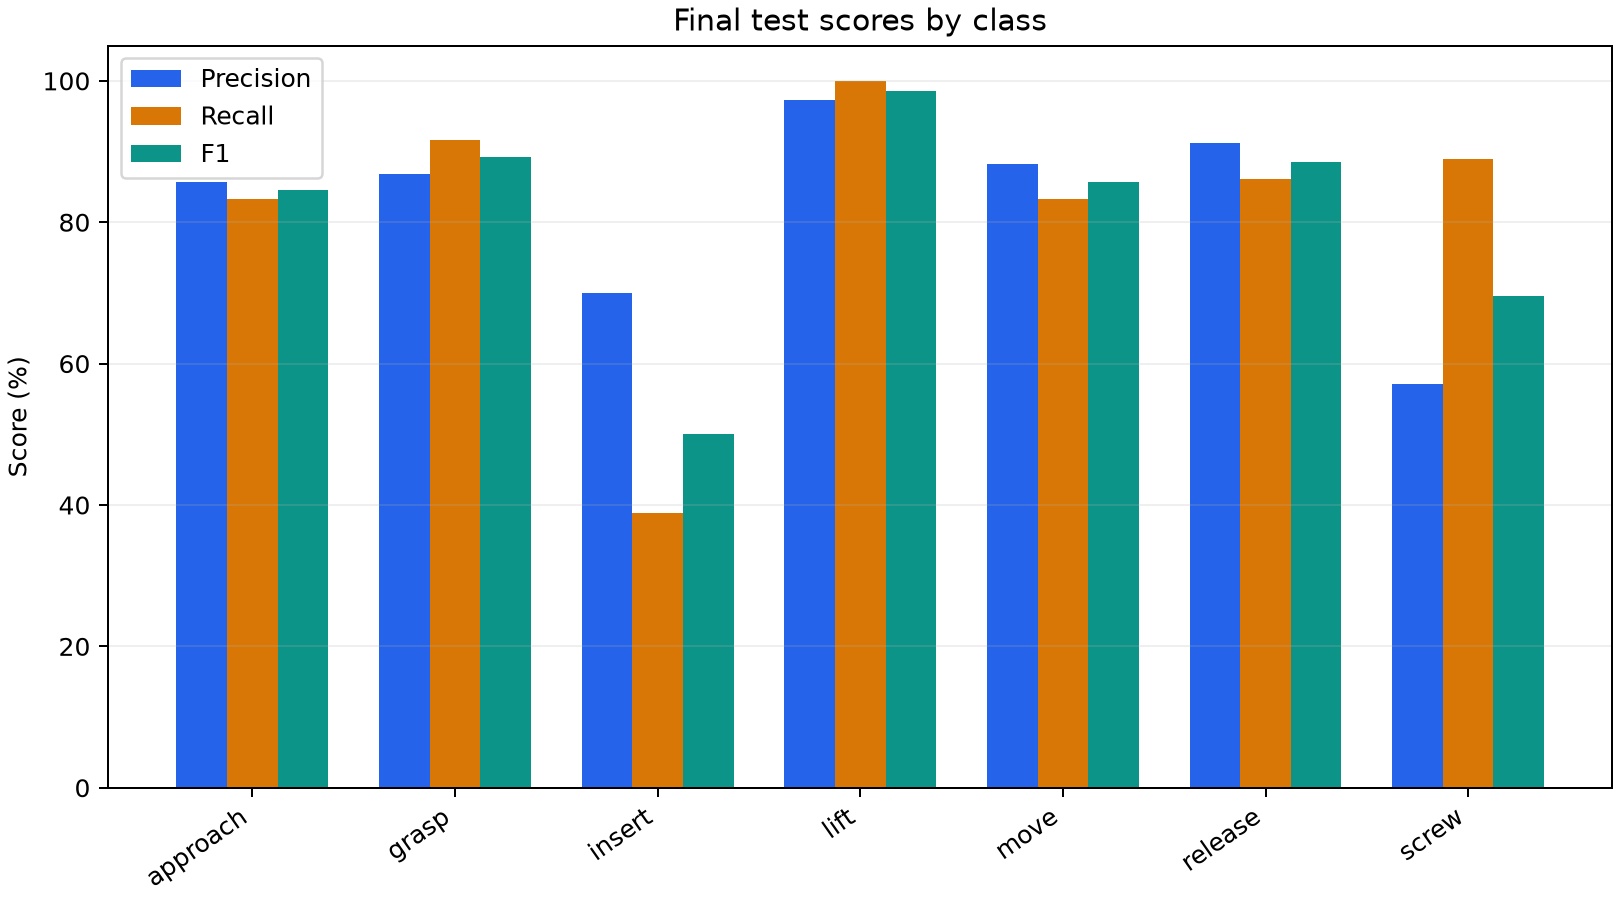 Final test scores by class
Precision
Recall
F1
Score (%)
100
80
60
40
20
0
approach
grasp
insert
lift
move
release
screw